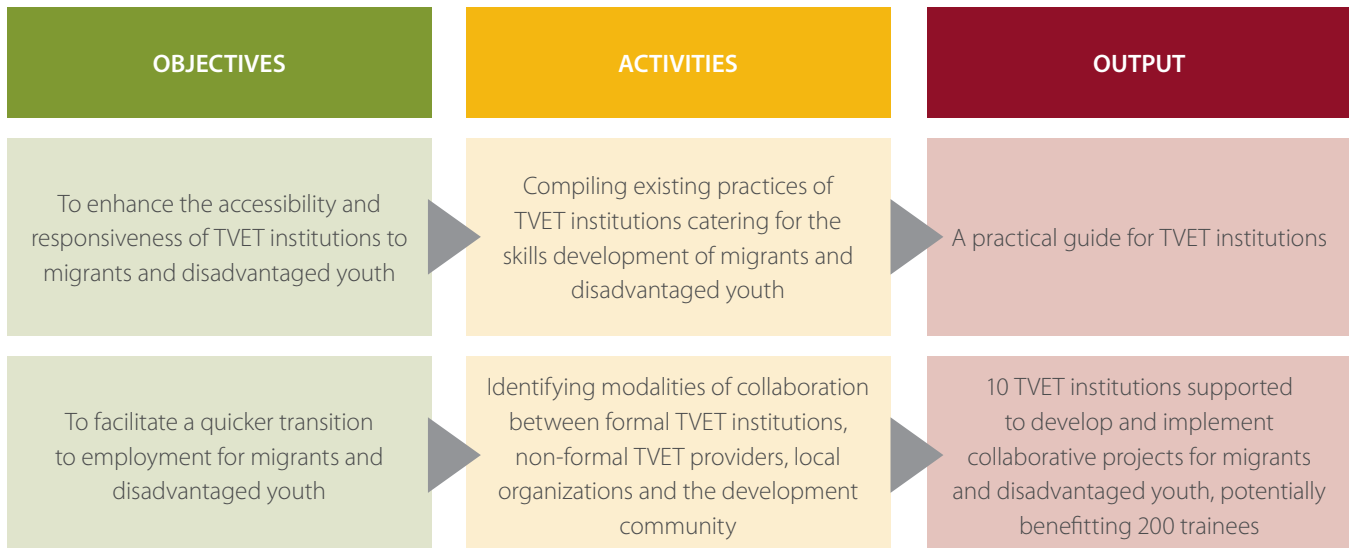 OBJECTIVES
ACTIVITIES
OUTPUT
To enhance the accessibility and
responsiveness of TVET institutions to
migrants and disadvantaged youth
Compiling existing practices of
TVET institutions catering for the
skills development of migrants and
disadvantaged youth
A practical guide for TVET institutions
To facilitate a quicker transition
to employment for migrants and
disadvantaged youth
Identifying modalities of collaboration
between formal TVET institutions,
non-formal TVET providers, local
organizations and the development
community
10 TVET institutions supported
to develop and implement
collaborative projects for migrants
and disadvantaged youth, potentially
benefitting 200 trainees